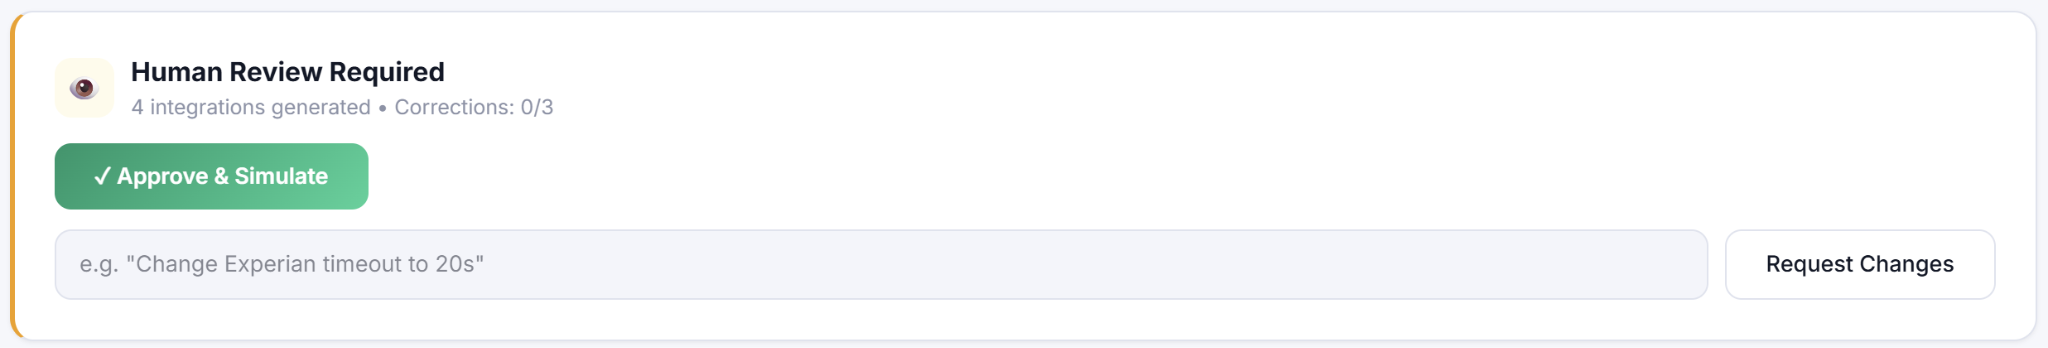 Human Review Required
4 integrations generated • Corrections: 0/3
✓ Approve & Simulate
e.g. "Change Experian timeout to 20s"
Request Changes